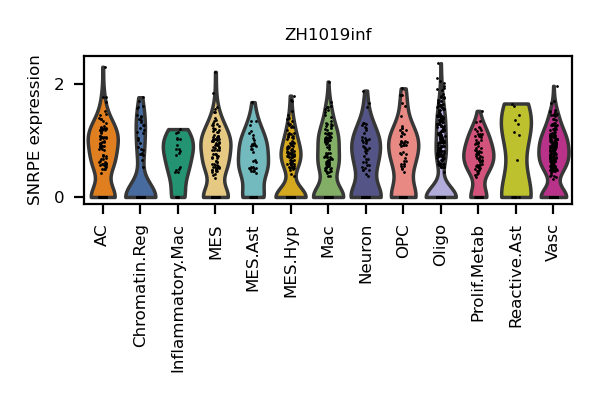 ZH1019inf
SNRPE expression
2
0
AC
Chromatin.Reg
Inflammatory.Mac
MES
MES.Ast
MES.Hyp
Mac
Neuron
OPC
Oligo
Prolif.Metab
Reactive.Ast
Vasc